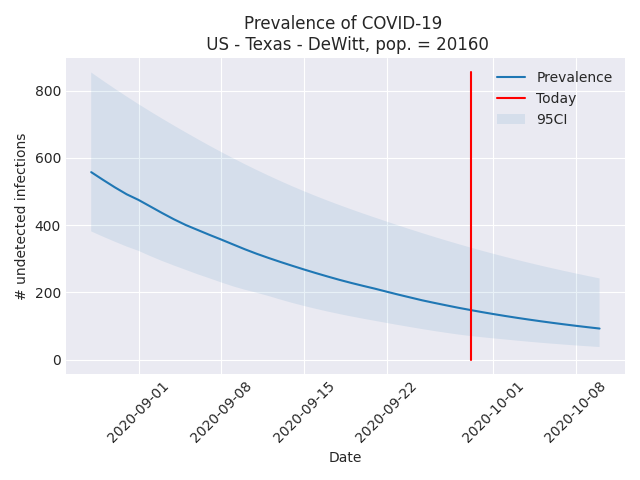 Prevalence of COVID-19
US - Texas - DeWitt, pop. = 20160
# undetected infections
800
600
400
200
0
Prevalence
Today
95CI
2020-09-01
2020-09-08
2020-09-15
2020-09-22
2020-10-01
2020-10-08
Date